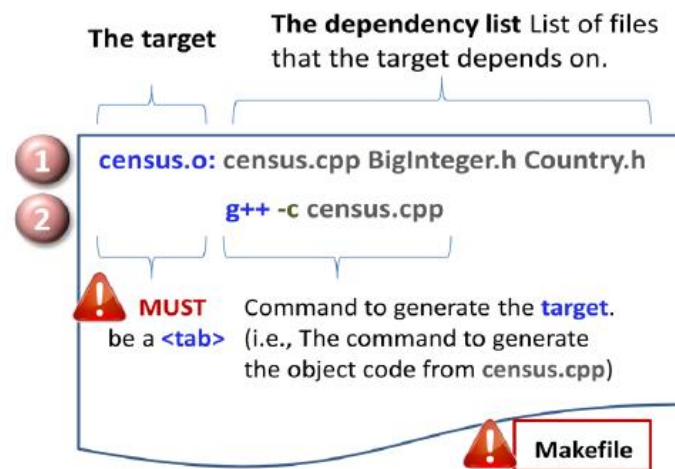 The target
The dependency list List of files
that the target depends on.
1
census.o: census.cpp BigInteger.h Country.h
2
g++ -c census.cpp
MUST
be a <tab>
Command to generate the target.
(i.e., The command to generate
the object code from census.cpp)
Makefile